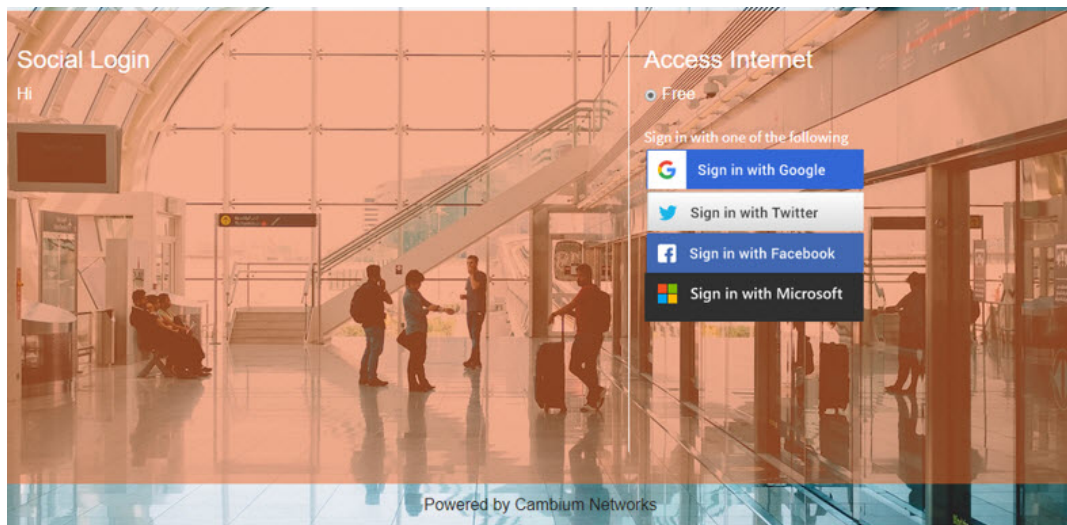 Social Login
Hi
Access Internet
Free
Sign in with one of the following
Sign in with Google
Sign in with Twitter
Sign in with Facebook
Sign in with Microsoft
Powered by Cambium Networks